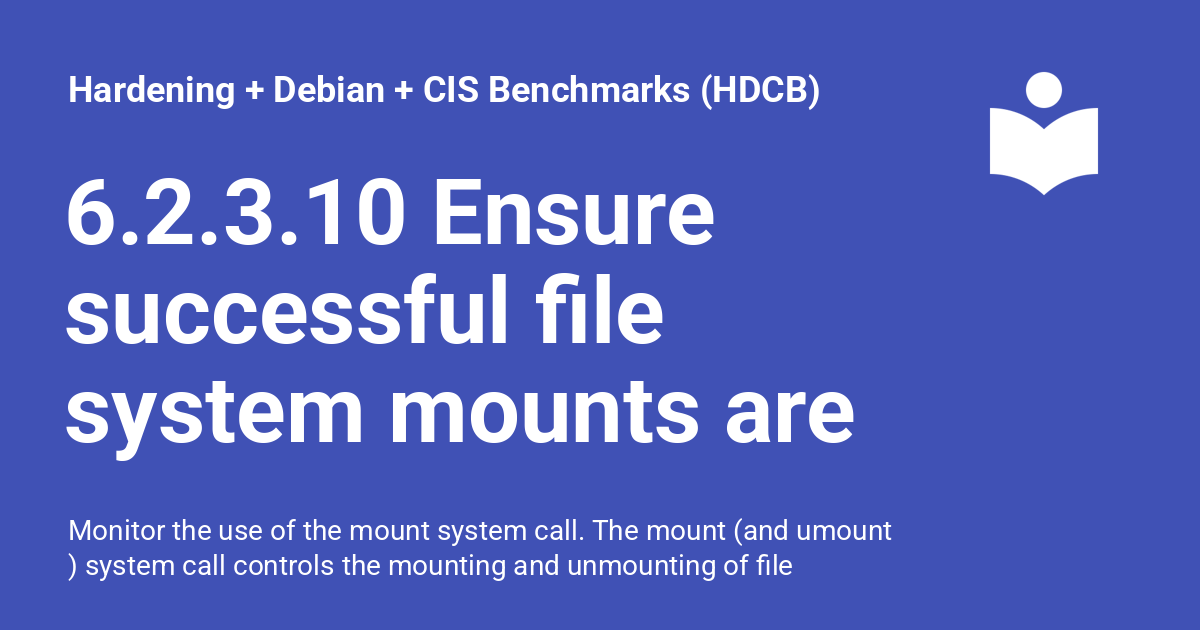 Hardening + Debian + CIS Benchmarks (HDCB)
6.2.3.10 Ensure
successful file
system mounts are
Monitor the use of the mount system call. The mount (and umount
) system call controls the mounting and unmounting of file